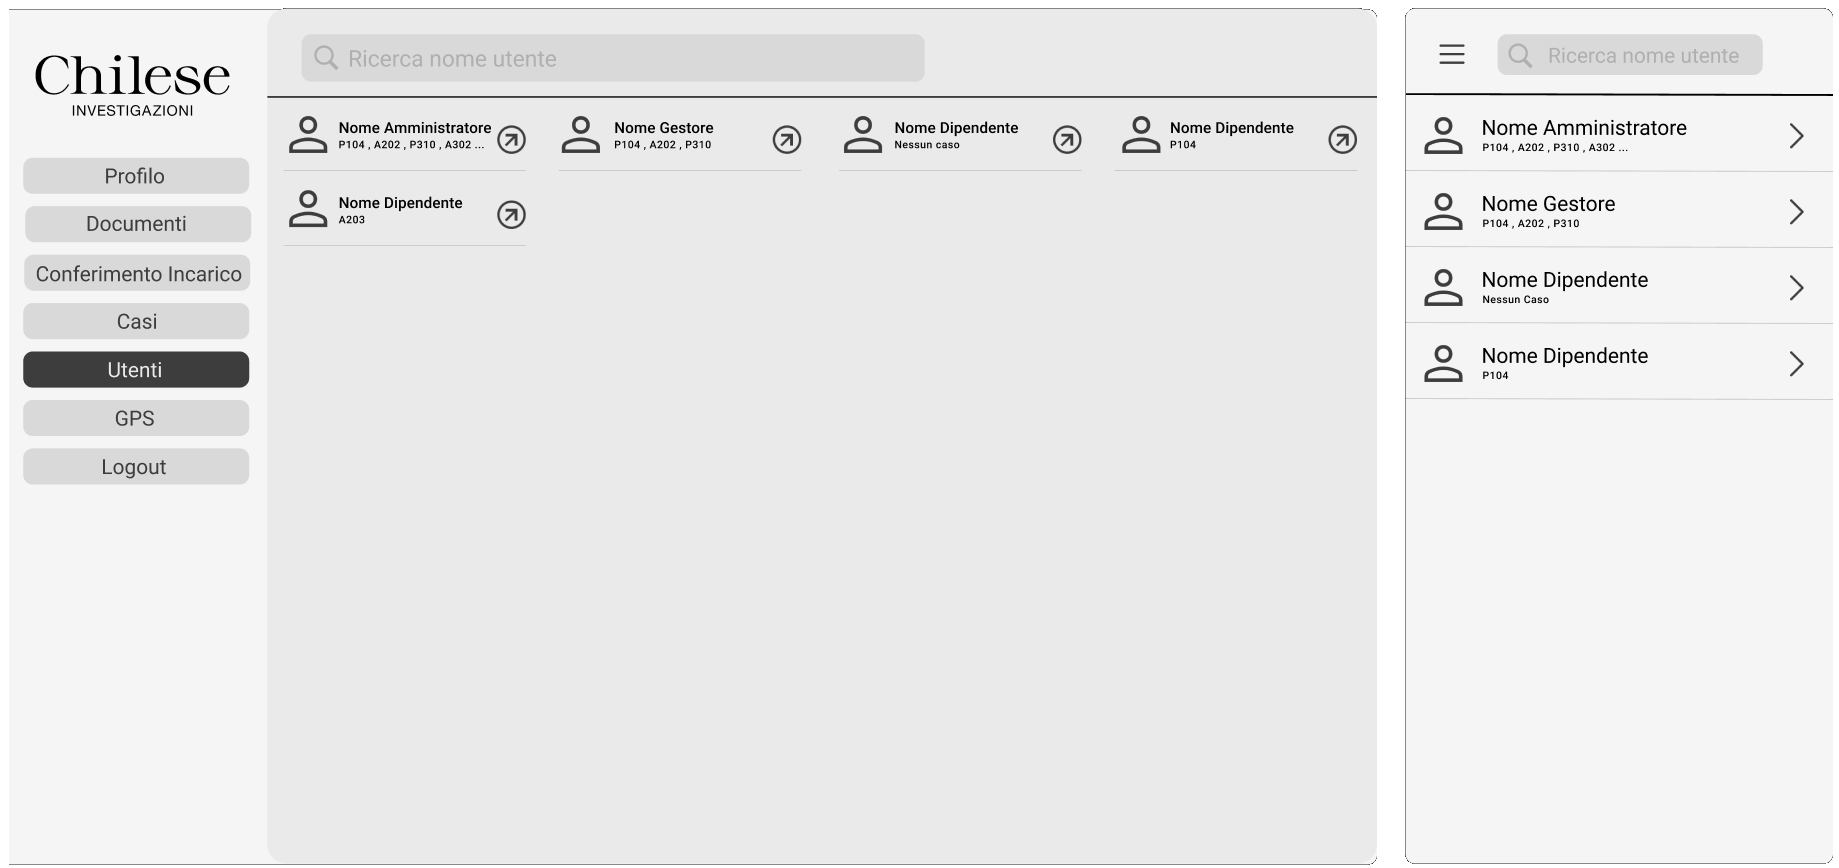 Chilese
INVESTIGAZIONI
Profilo
Documenti
Conferimento Incarico
Casi
Utenti
GPS
Logout
Ricerca nome utente
Nome Amministratore
P104 , A202 , P310 , A302 ...
Nome Gestore
P104 , A202 , P310
Nome Dipendente
Nessun caso
Nome Dipendente
P104
Nome Dipendente
A203
Ricerca nome utente
Nome Amministratore
P104 , A202 , P310 , A302 ...
Nome Gestore
P104 , A202 , P310
Nome Dipendente
Nessun Caso
Nome Dipendente
P104